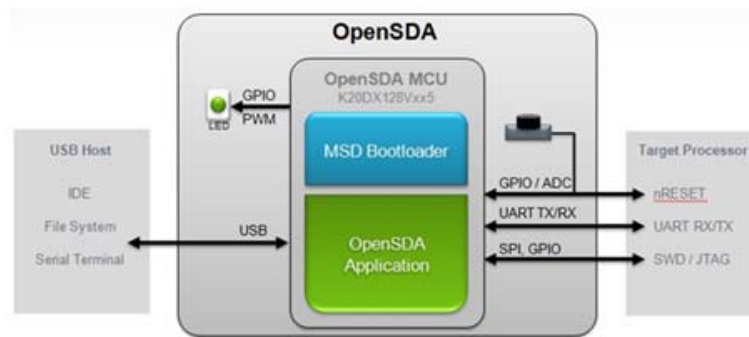 OpenSDA
OpenSDA MCU
K20DX128Vxx5
GPIO
PWM
LED
MSD Bootloader
OpenSDA
Application
USB Host
IDE
File System
Serial Terminal
USB
GPIO / ADC
UART TX/RX
SPI, GPIO
Target Processor
nRESET
UART RX/TX
SWD / JTAG